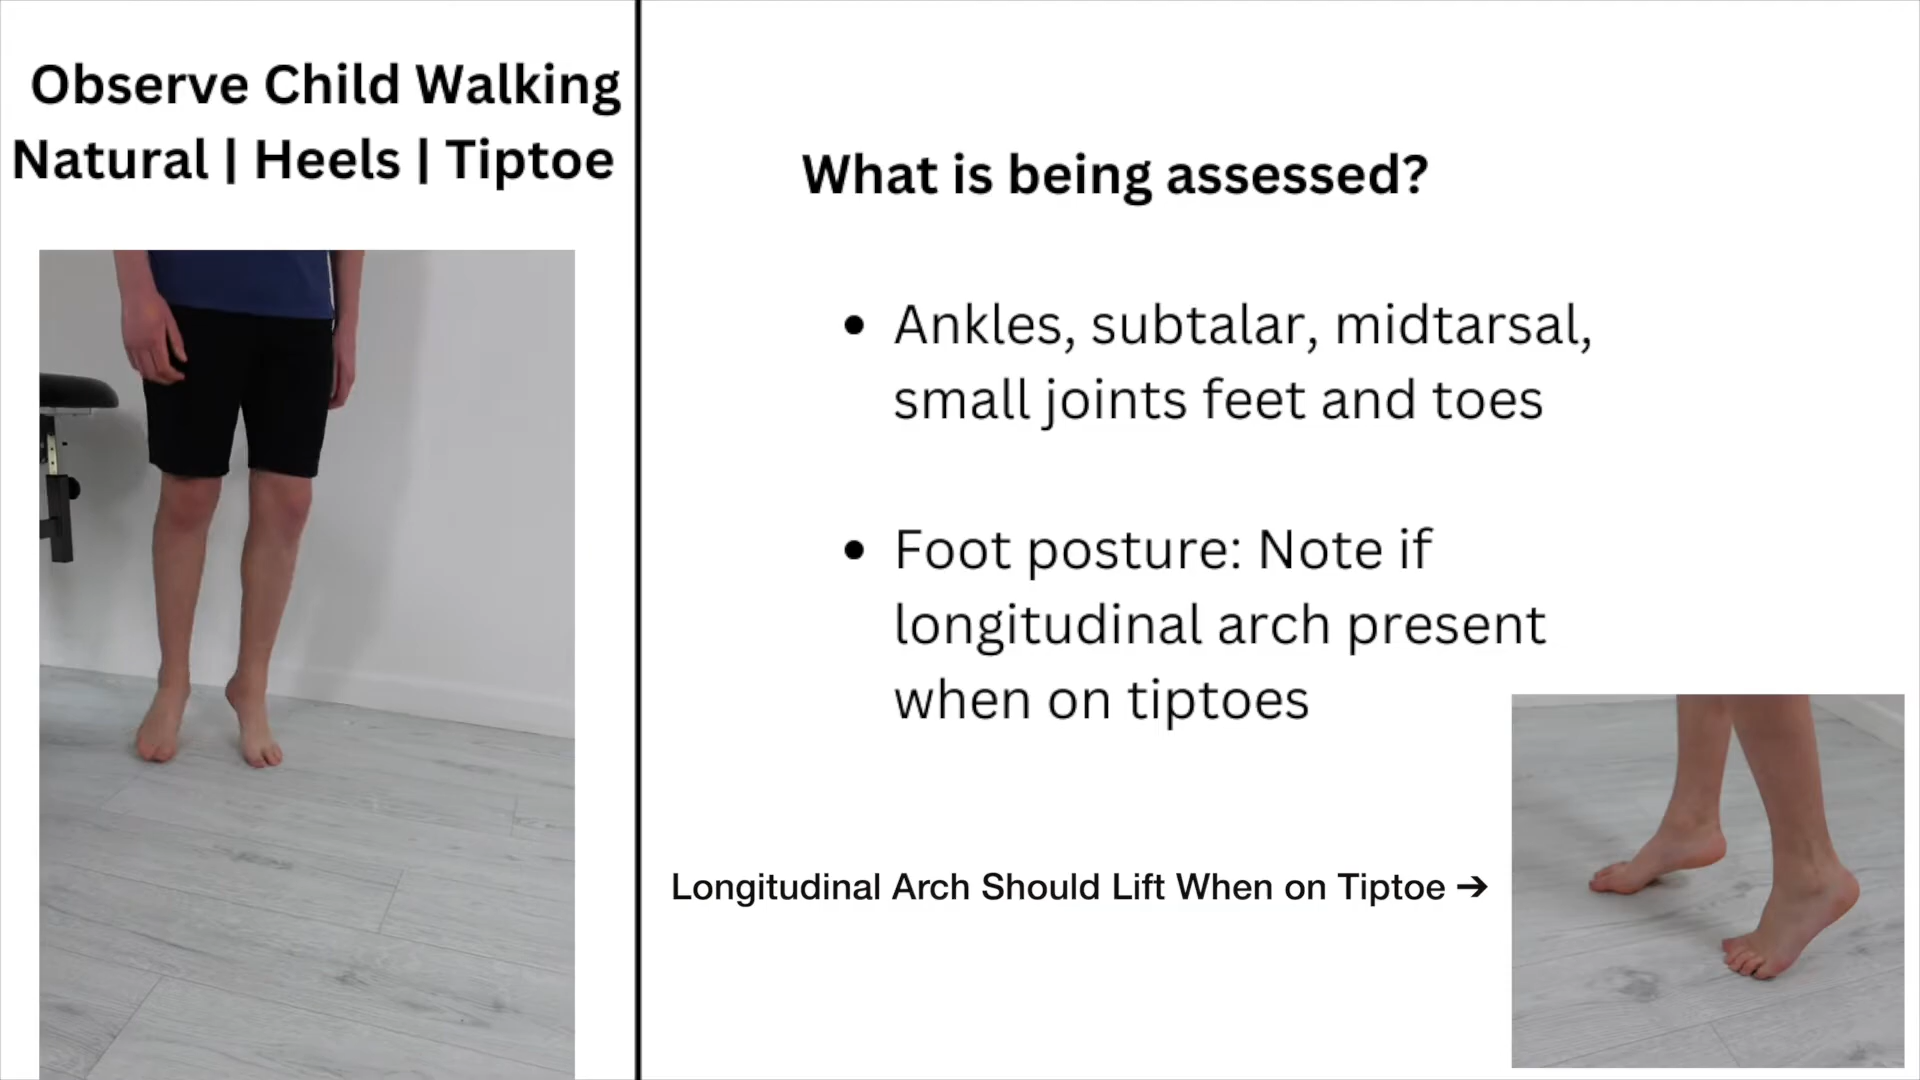 Observe Child Walking
Natural | Heels | Tiptoe
What is being assessed?
• Ankles, subtalar, midtarsal,
small joints feet and toes
• Foot posture: Note if
longitudinal arch present
when on tiptoes
Longitudinal Arch Should Lift When on Tiptoe ➔